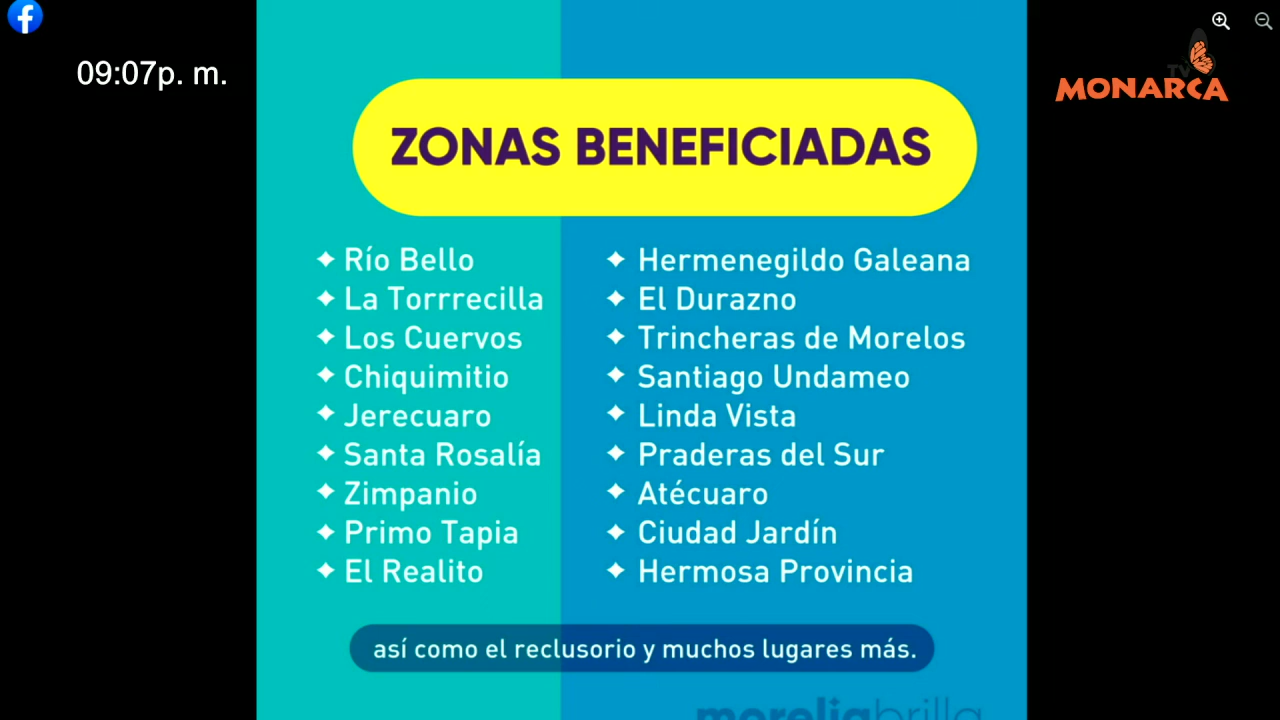 09:07p. m.
TV
MONARCA
ZONAS BENEFICIADAS
Río Bello
La Torrrecilla
Los Cuervos
Chiquimitio
Jerecuaro
Santa Rosalía
Zimpanio
Primo Tapia
El Realito
Hermenegildo Galeana
El Durazno
Trincheras de Morelos
Santiago Undameo
Linda Vista
Praderas del Sur
Atécuaro
Ciudad Jardín
Hermosa Provincia
así como el reclusorio y muchos lugares más.
moreliabrilla